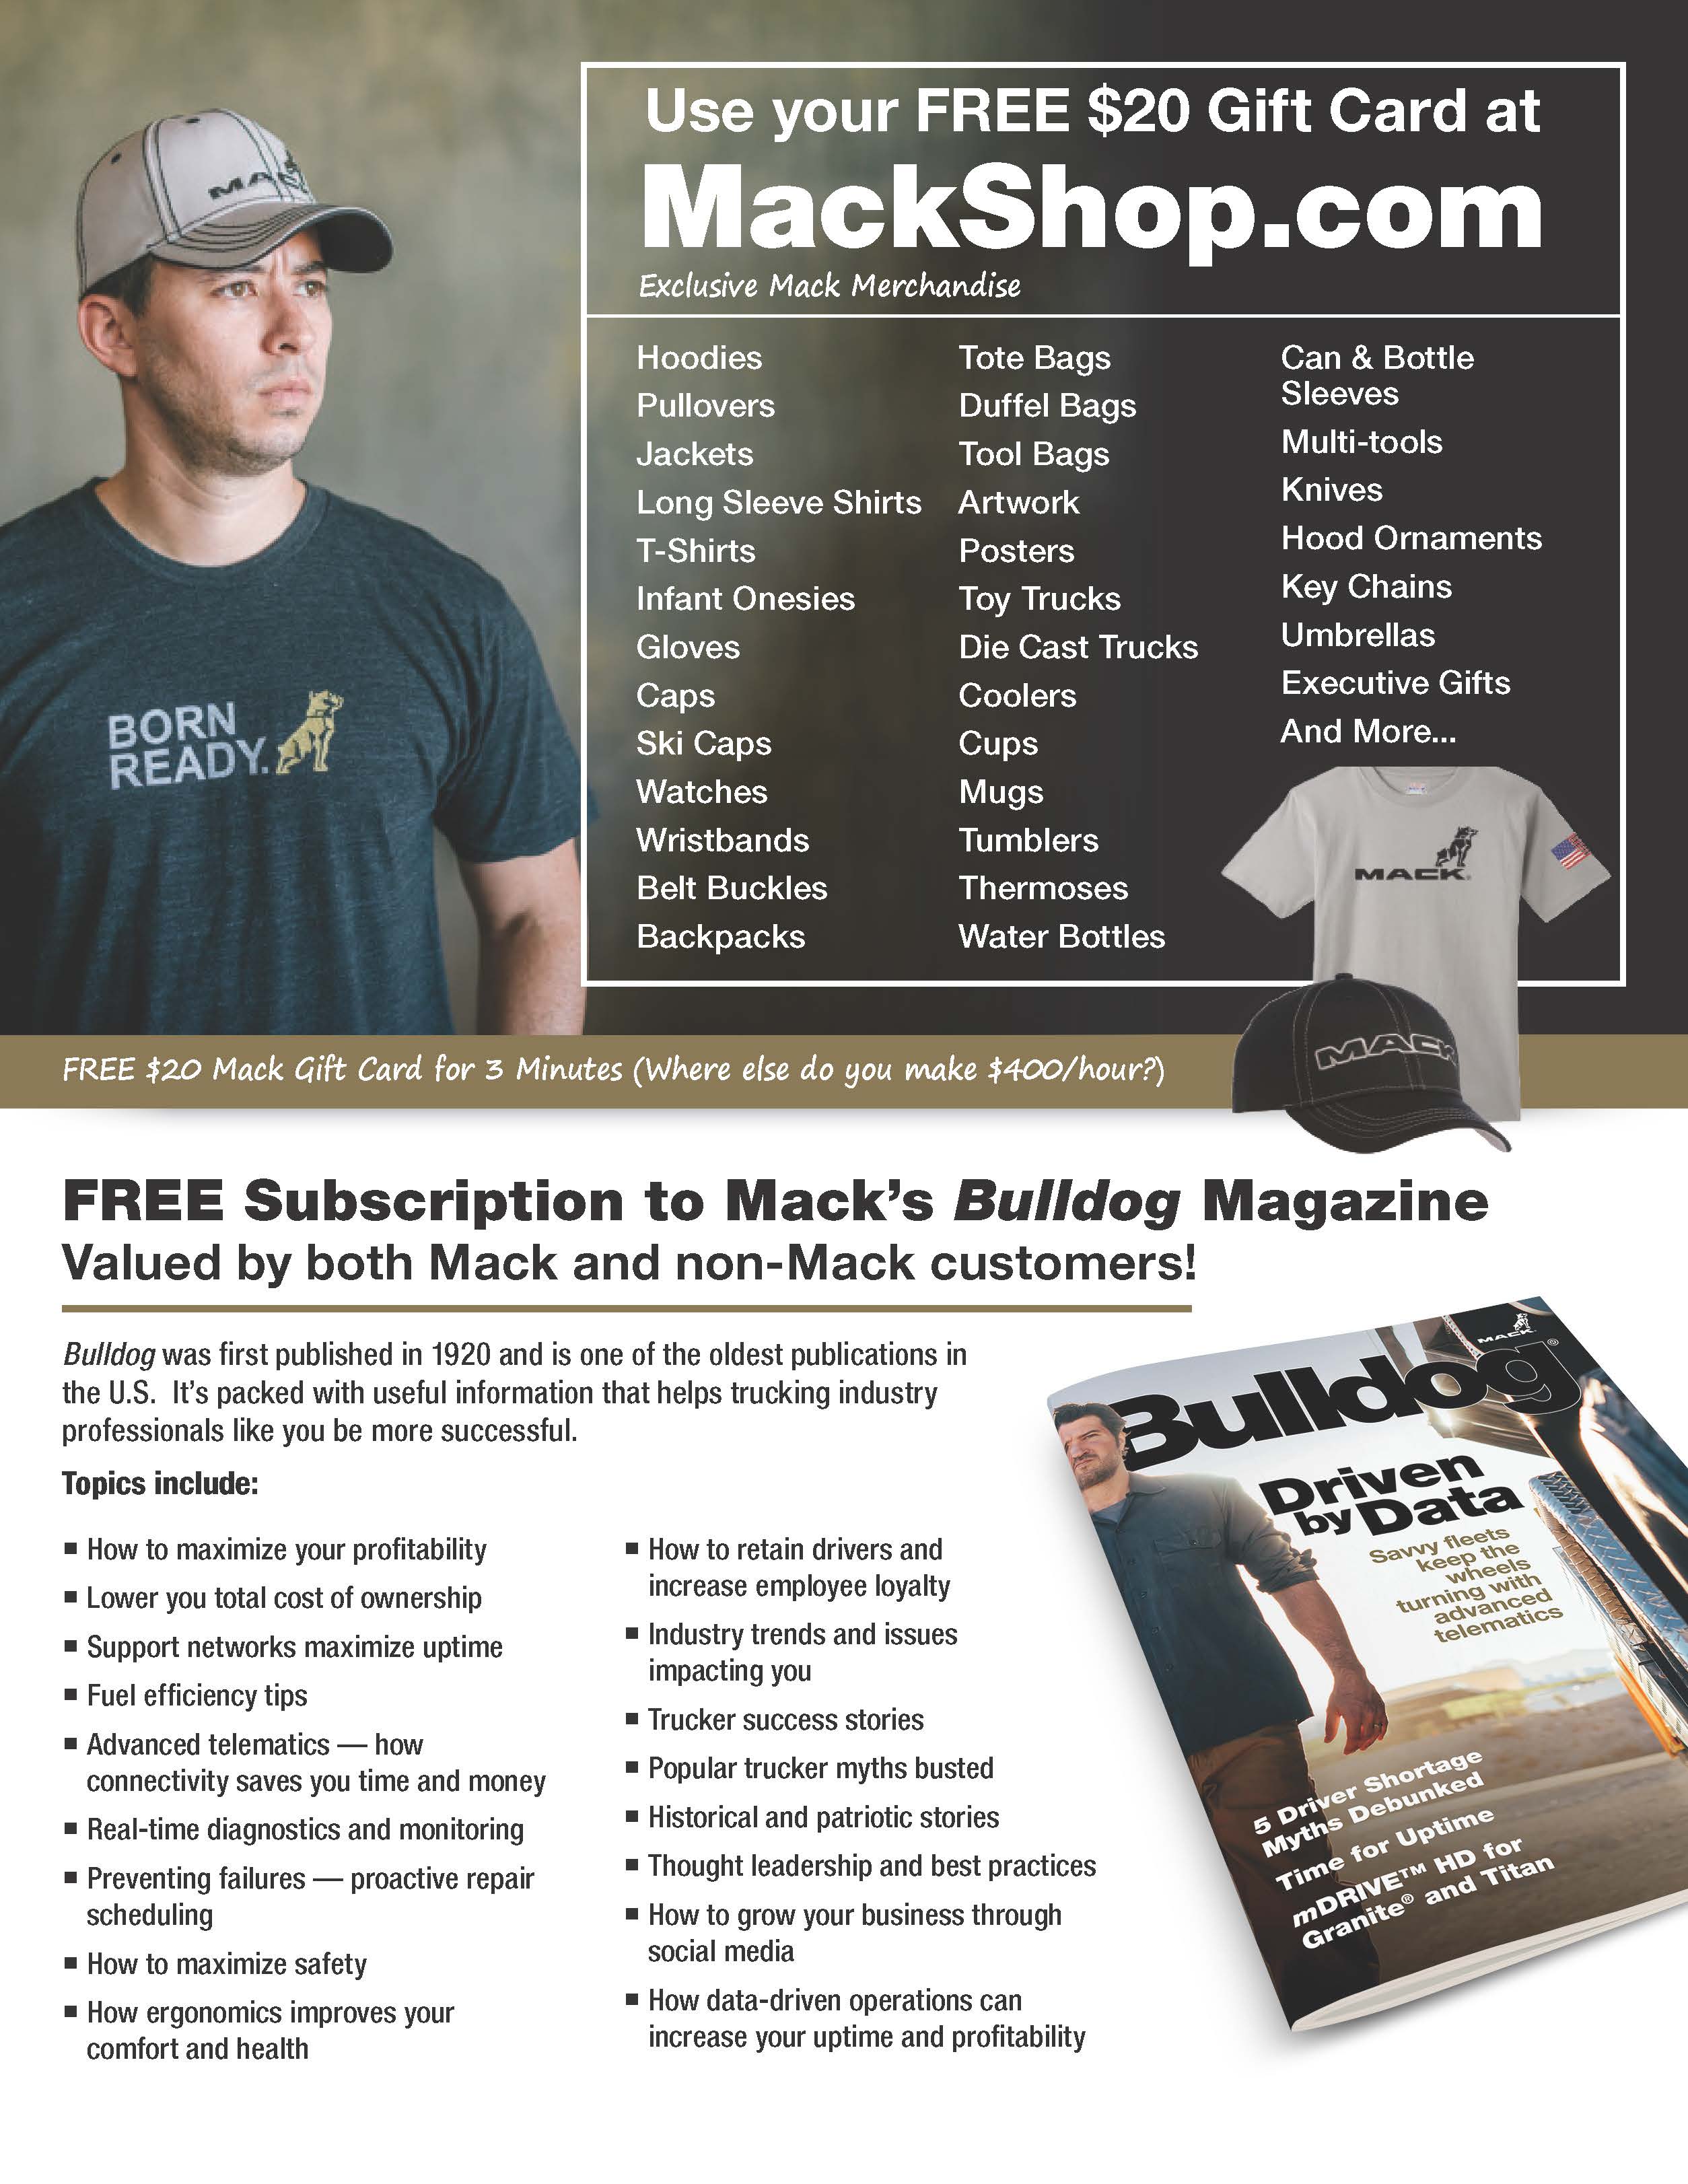 Use your FREE $20 Gift Card at
MackShop.com
Exclusive Mack Merchandise
Hoodies
Pullovers
Jackets
Long Sleeve Shirts
T-Shirts
Infant Onesies
Gloves
Caps
Ski Caps
Watches
Wristbands
Belt Buckles
Backpacks
Tote Bags
Duffel Bags
Tool Bags
Artwork
Posters
Toy Trucks
Die Cast Trucks
Coolers
Cups
Mugs
Tumblers
Thermoses
Water Bottles
Can & Bottle
Sleeves
Multi-tools
Knives
Hood Ornaments
Key Chains
Umbrellas
Executive Gifts
And More...
MACK
BORN
READY.
MACK
MACK
FREE $20 Mack Gift Card for 3 Minutes (Where else do you make $400/hour?)
FREE Subscription to Mack’s Bulldog Magazine
Valued by both Mack and non-Mack customers!
Bulldog was first published in 1920 and is one of the oldest publications in
the U.S. It’s packed with useful information that helps trucking industry
professionals like you be more successful.
Topics include:
■ How to maximize your profitability
■ Lower you total cost of ownership
■ Support networks maximize uptime
■ Fuel efficiency tips
■ Advanced telematics — how
connectivity saves you time and money
■ Real-time diagnostics and monitoring
■ Preventing failures — proactive repair
scheduling
■ How to maximize safety
■ How ergonomics improves your
comfort and health
■ How to retain drivers and
increase employee loyalty
■ Industry trends and issues
impacting you
■ Trucker success stories
■ Popular trucker myths busted
■ Historical and patriotic stories
■ Thought leadership and best practices
■ How to grow your business through
social media
■ How data-driven operations can
increase your uptime and profitability
MACK
Bulldog®
Driven
by Data
Savvy fleets
keep the
wheels
turning with
advanced
telematics
5 Driver Shortage
Myths Debunked
Time for Uptime
mDRIVE™ HD for
Granite® and Titan